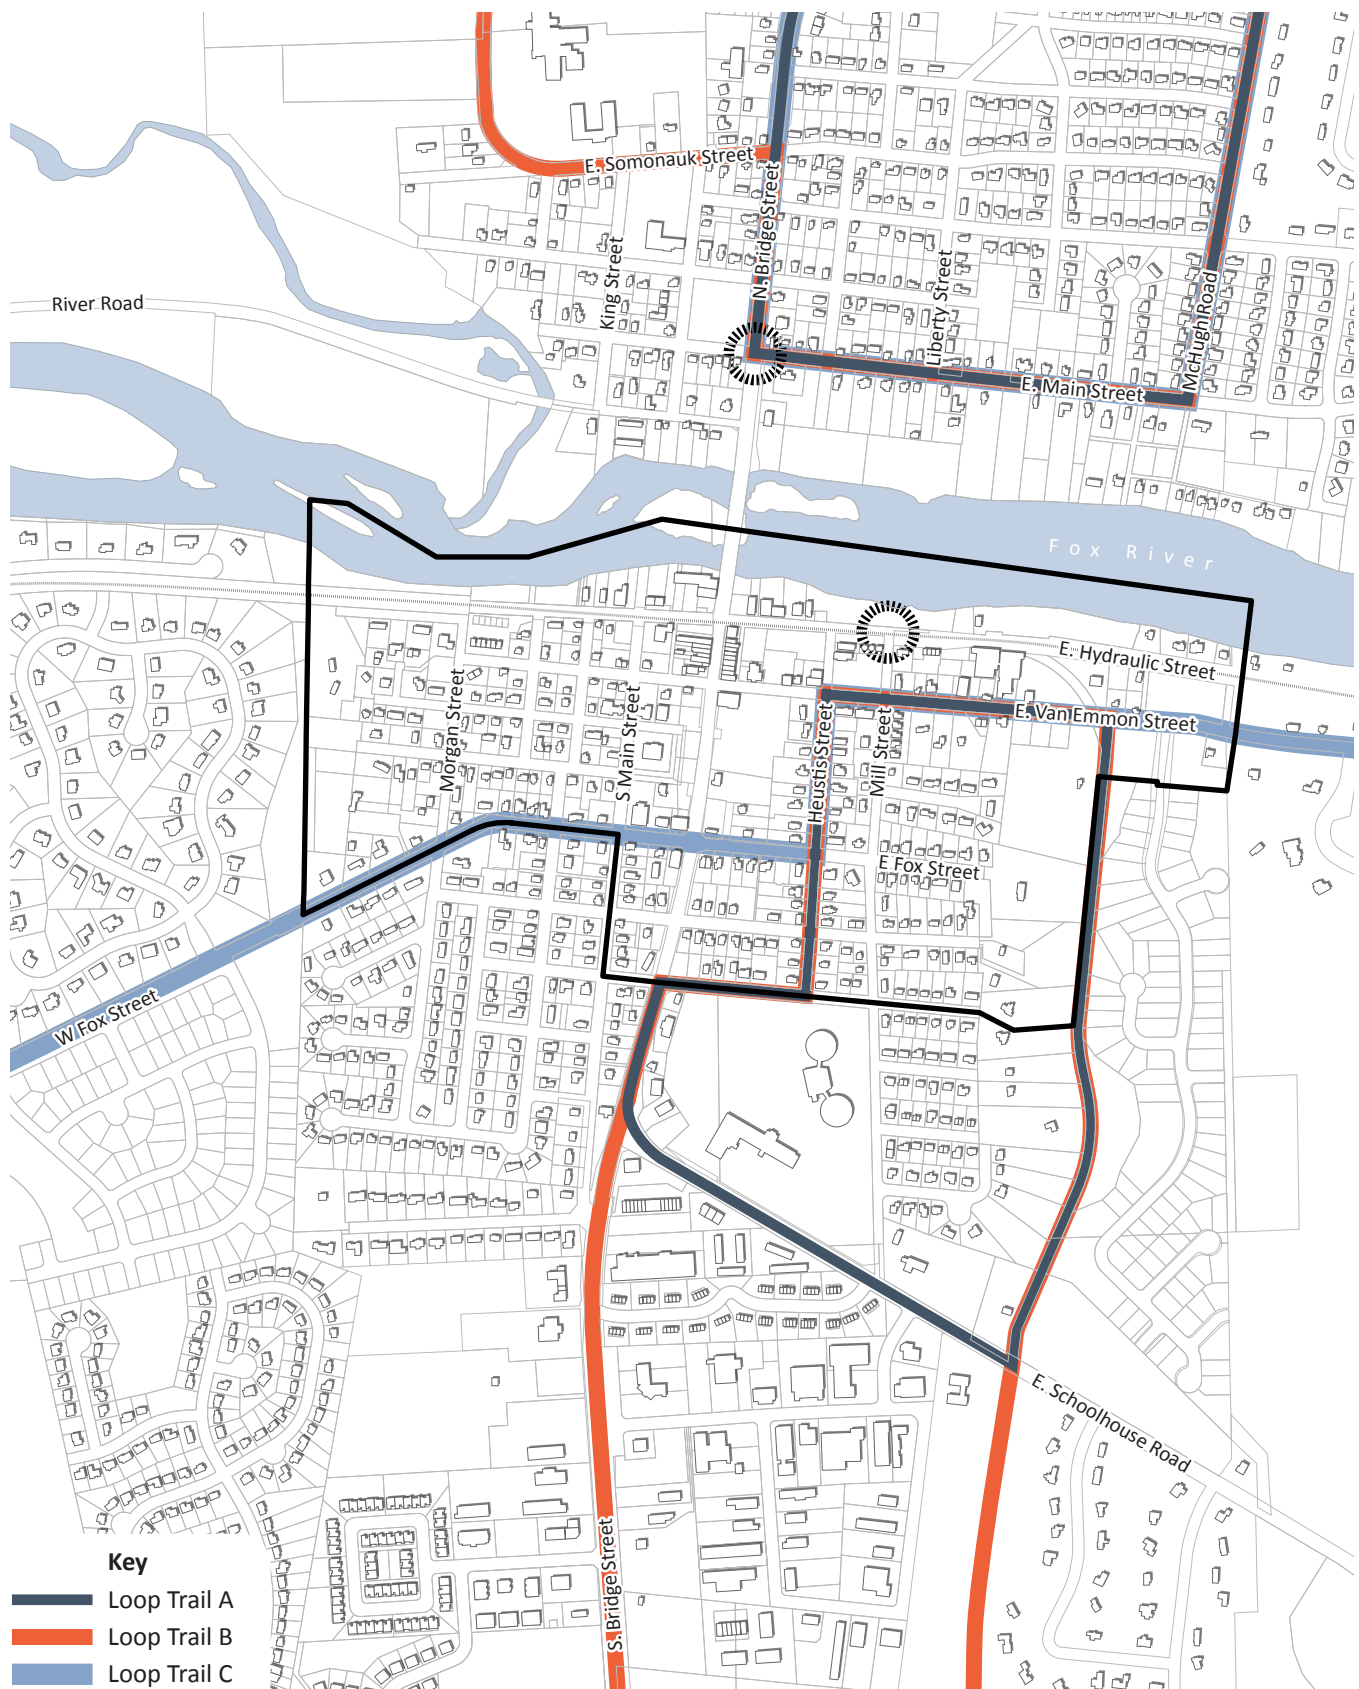 E. Somonauk Street
N. Bridge Street
King Street
Liberty Street
McHugh Road
River Road
E. Main Street
Fox River
E. Hydraulic Street
E. Van Emmon Street
Morgan Street
S Main Street
Heustis Street
Mill Street
E Fox Street
W Fox Street
E. Schoolhouse Road
S. Bridge Street
Key
Loop Trail A
Loop Trail B
Loop Trail C